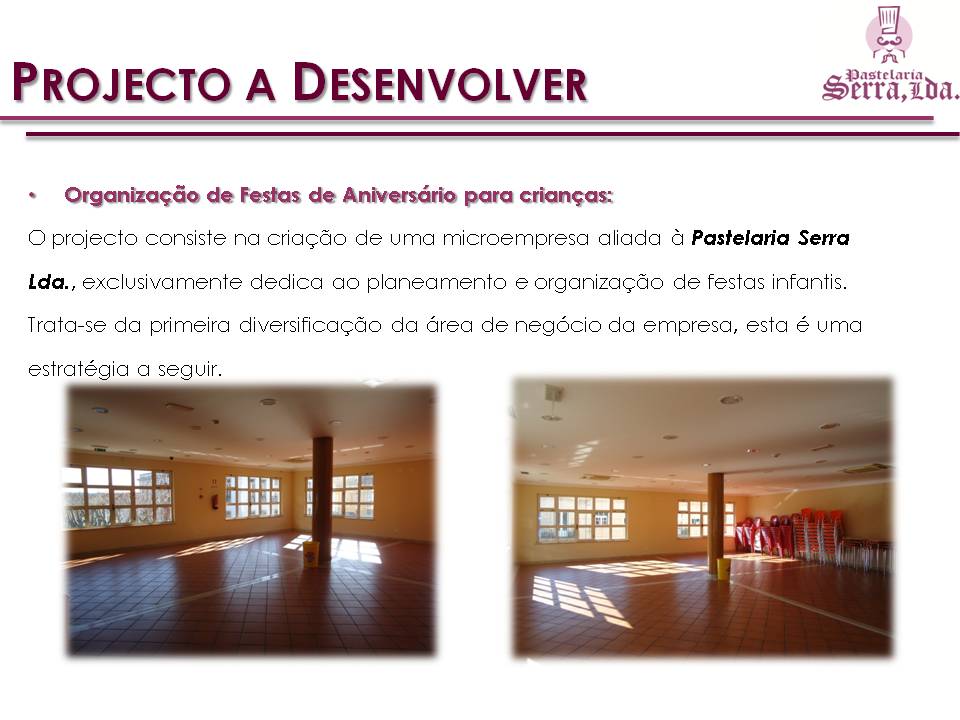 PROJECTO A DESENVOLVER
Pastelaria
Serra, Lda.
• Organização de Festas de Aniversário para crianças:
O projecto consiste na criação de uma microempresa aliada à Pastelaria Serra
Lda., exclusivamente dedica ao planeamento e organização de festas infantis.
Trata-se da primeira diversificação da área de negócio da empresa, esta é uma
estratégia a seguir.